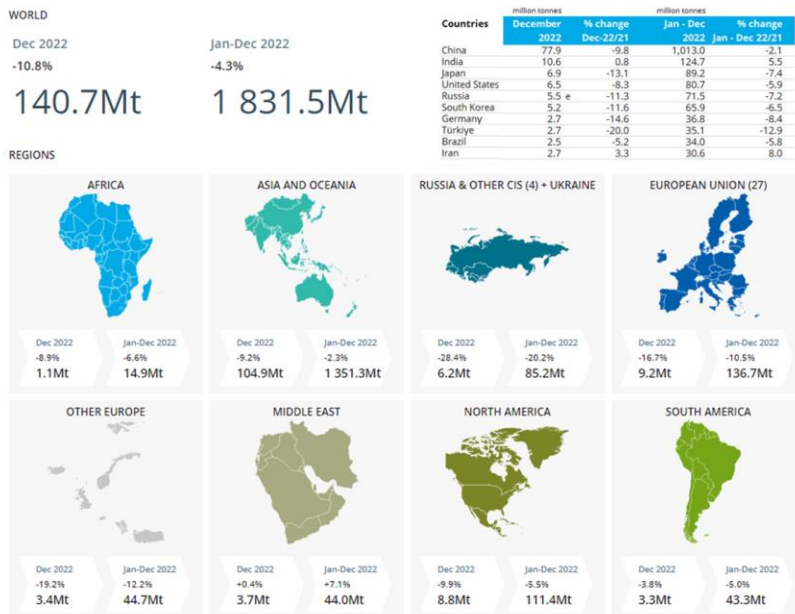 WORLD
Dec 2022 Jan-Dec 2022
-10.8% -4.3%
140.7Mt 1 831.5Mt
million tonnes million tonnes
Countries December % change Jan - Dec % change
2022 Dec-22/21 2022 Jan - Dec 22/21
China 77.9 -9.8 1,013.0 -2.1
India 10.6 0.8 124.7 5.5
Japan 6.9 -13.1 89.2 -7.4
United States 6.5 -8.3 80.7 -5.9
Russia 5.5 e -11.3 71.5 -7.2
South Korea 5.2 -11.6 65.9 -6.5
Germany 2.7 -14.6 36.8 -8.4
Türkiye 2.7 -20.0 35.1 -12.9
Brazil 2.5 -5.2 34.0 -5.8
Iran 2.7 3.3 30.6 8.0
REGIONS
AFRICA ASIA AND OCEANIA RUSSIA & OTHER CIS (4) + UKRAINE EUROPEAN UNION (27)
Dec 2022 Jan-Dec 2022 Dec 2022 Jan-Dec 2022 Dec 2022 Jan-Dec 2022 Dec 2022 Jan-Dec 2022
-8.9% -6.6% -9.2% -2.3% -28.4% -20.2% -16.7% -10.5%
1.1Mt 14.9Mt 104.9Mt 1 351.3Mt 6.2Mt 85.2Mt 9.2Mt 136.7Mt
OTHER EUROPE MIDDLE EAST NORTH AMERICA SOUTH AMERICA
Dec 2022 Jan-Dec 2022 Dec 2022 Jan-Dec 2022 Dec 2022 Jan-Dec 2022 Dec 2022 Jan-Dec 2022
-19.2% -12.2% +0.4% +7.1% -9.9% -5.5% -3.8% -5.0%
3.4Mt 44.7Mt 3.7Mt 44.0Mt 8.8Mt 111.4Mt 3.3Mt 43.3Mt